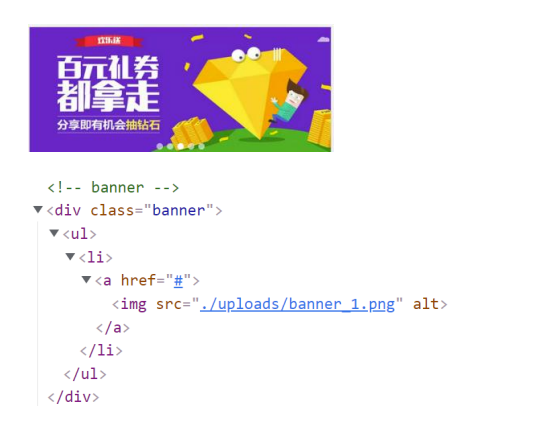 欢乐送
百元礼券
都拿走
分享即有机会抽钻石
<!-- banner -->
▼<div class="banner">
▼<ul>
▼<li>
▼<a href="#">
<img src="./uploads/banner_1.png" alt>
</a>
</li>
</ul>
</div>